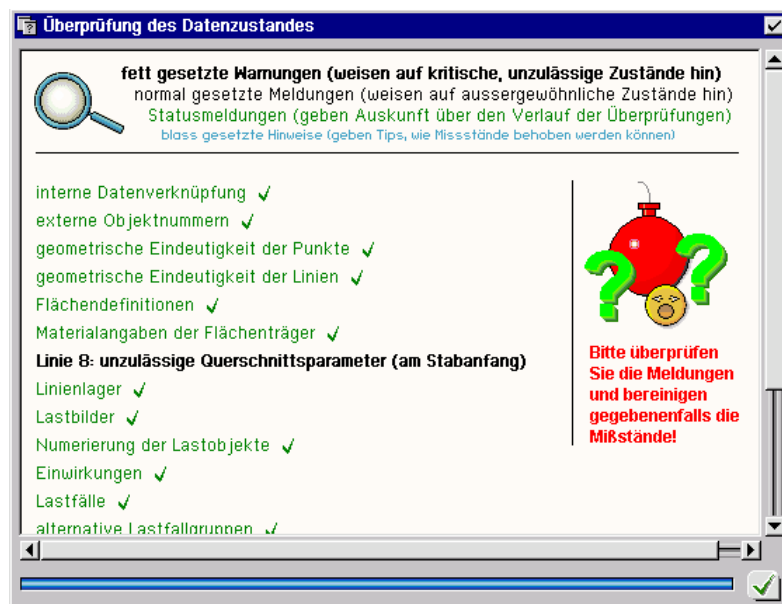 Überprüfung des Datenzustandes
fett gesetzte Warnungen (weisen auf kritische, unzulässige Zustände hin)
normal gesetzte Meldungen (weisen auf aussergewöhnliche Zustände hin)
Statusmeldungen (geben Auskunft über den Verlauf der Überprüfungen)
blass gesetzte Hinweise (geben Tips, wie Missstände behoben werden können)
interne Datenverknüpfung
externe Objektnummern
geometrische Eindeutigkeit der Punkte
geometrische Eindeutigkeit der Linien
Flächendefinitionen
Materialangaben der Flächenträger
Linie 8: unzulässige Querschnittsparameter (am Stabanfang)
Linienlager
Lastbilder
Numerierung der Lastobjekte
Einwirkungen
Lastfälle
alternative Lastfallgruppen
Bitte überprüfen
Sie die Meldungen
und bereinigen
gegebenenfalls die
Mißstände!